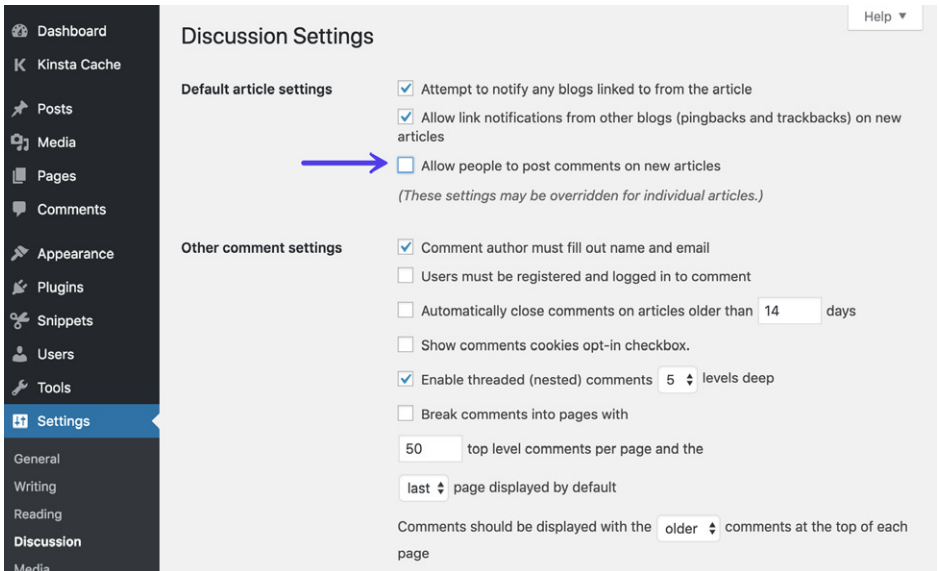 Dashboard
Kinsta Cache
Posts
Media
Pages
Comments
Appearance
Plugins
Snippets
Users
Tools
Settings
General
Writing
Reading
Discussion
Media
Help
Discussion Settings
Default article settings
Attempt to notify any blogs linked to from the article
Allow link notifications from other blogs (pingbacks and trackbacks) on new
articles
Allow people to post comments on new articles
(These settings may be overridden for individual articles.)
Other comment settings
Comment author must fill out name and email
Users must be registered and logged in to comment
Automatically close comments on articles older than 14 days
Show comments cookies opt-in checkbox.
Enable threaded (nested) comments 5 levels deep
Break comments into pages with
50 top level comments per page and the
last page displayed by default
Comments should be displayed with the older comments at the top of each
page